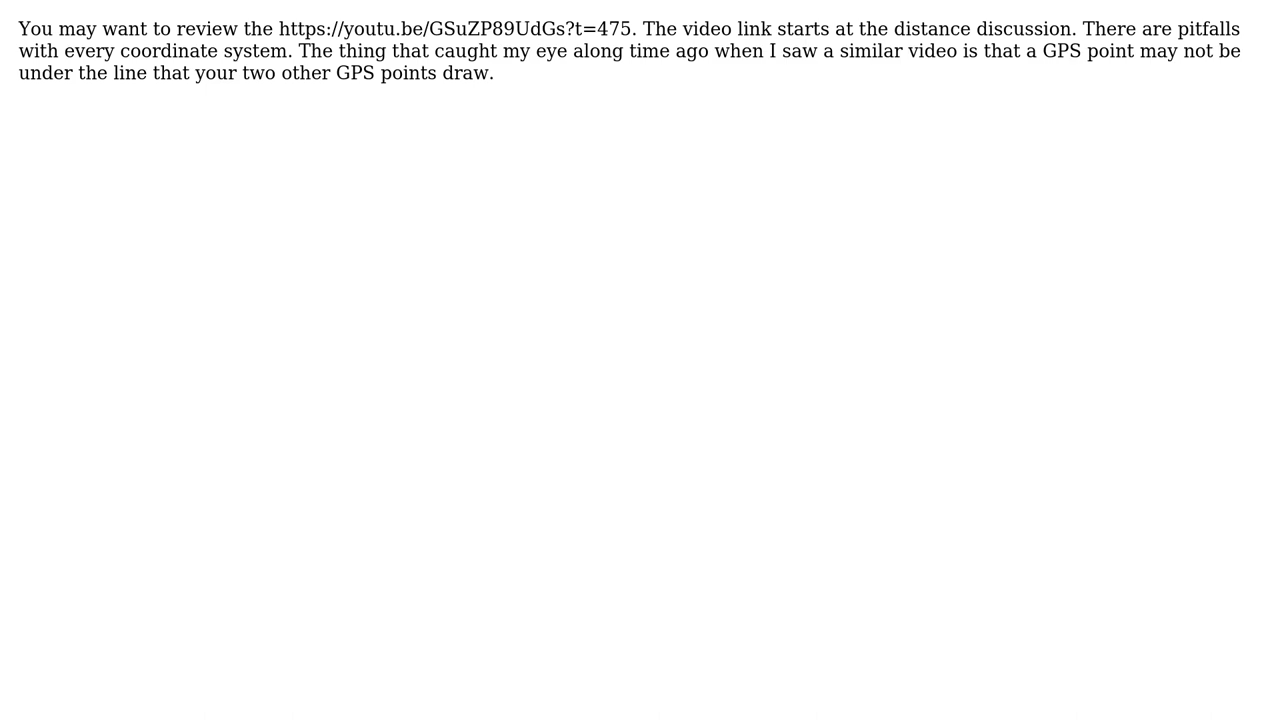 You may want to review the https://youtu.be/GSuZP89UdGs?t=475. The video link starts at the distance discussion. There are pitfalls
with every coordinate system. The thing that caught my eye along time ago when I saw a similar video is that a GPS point may not be
under the line that your two other GPS points draw.